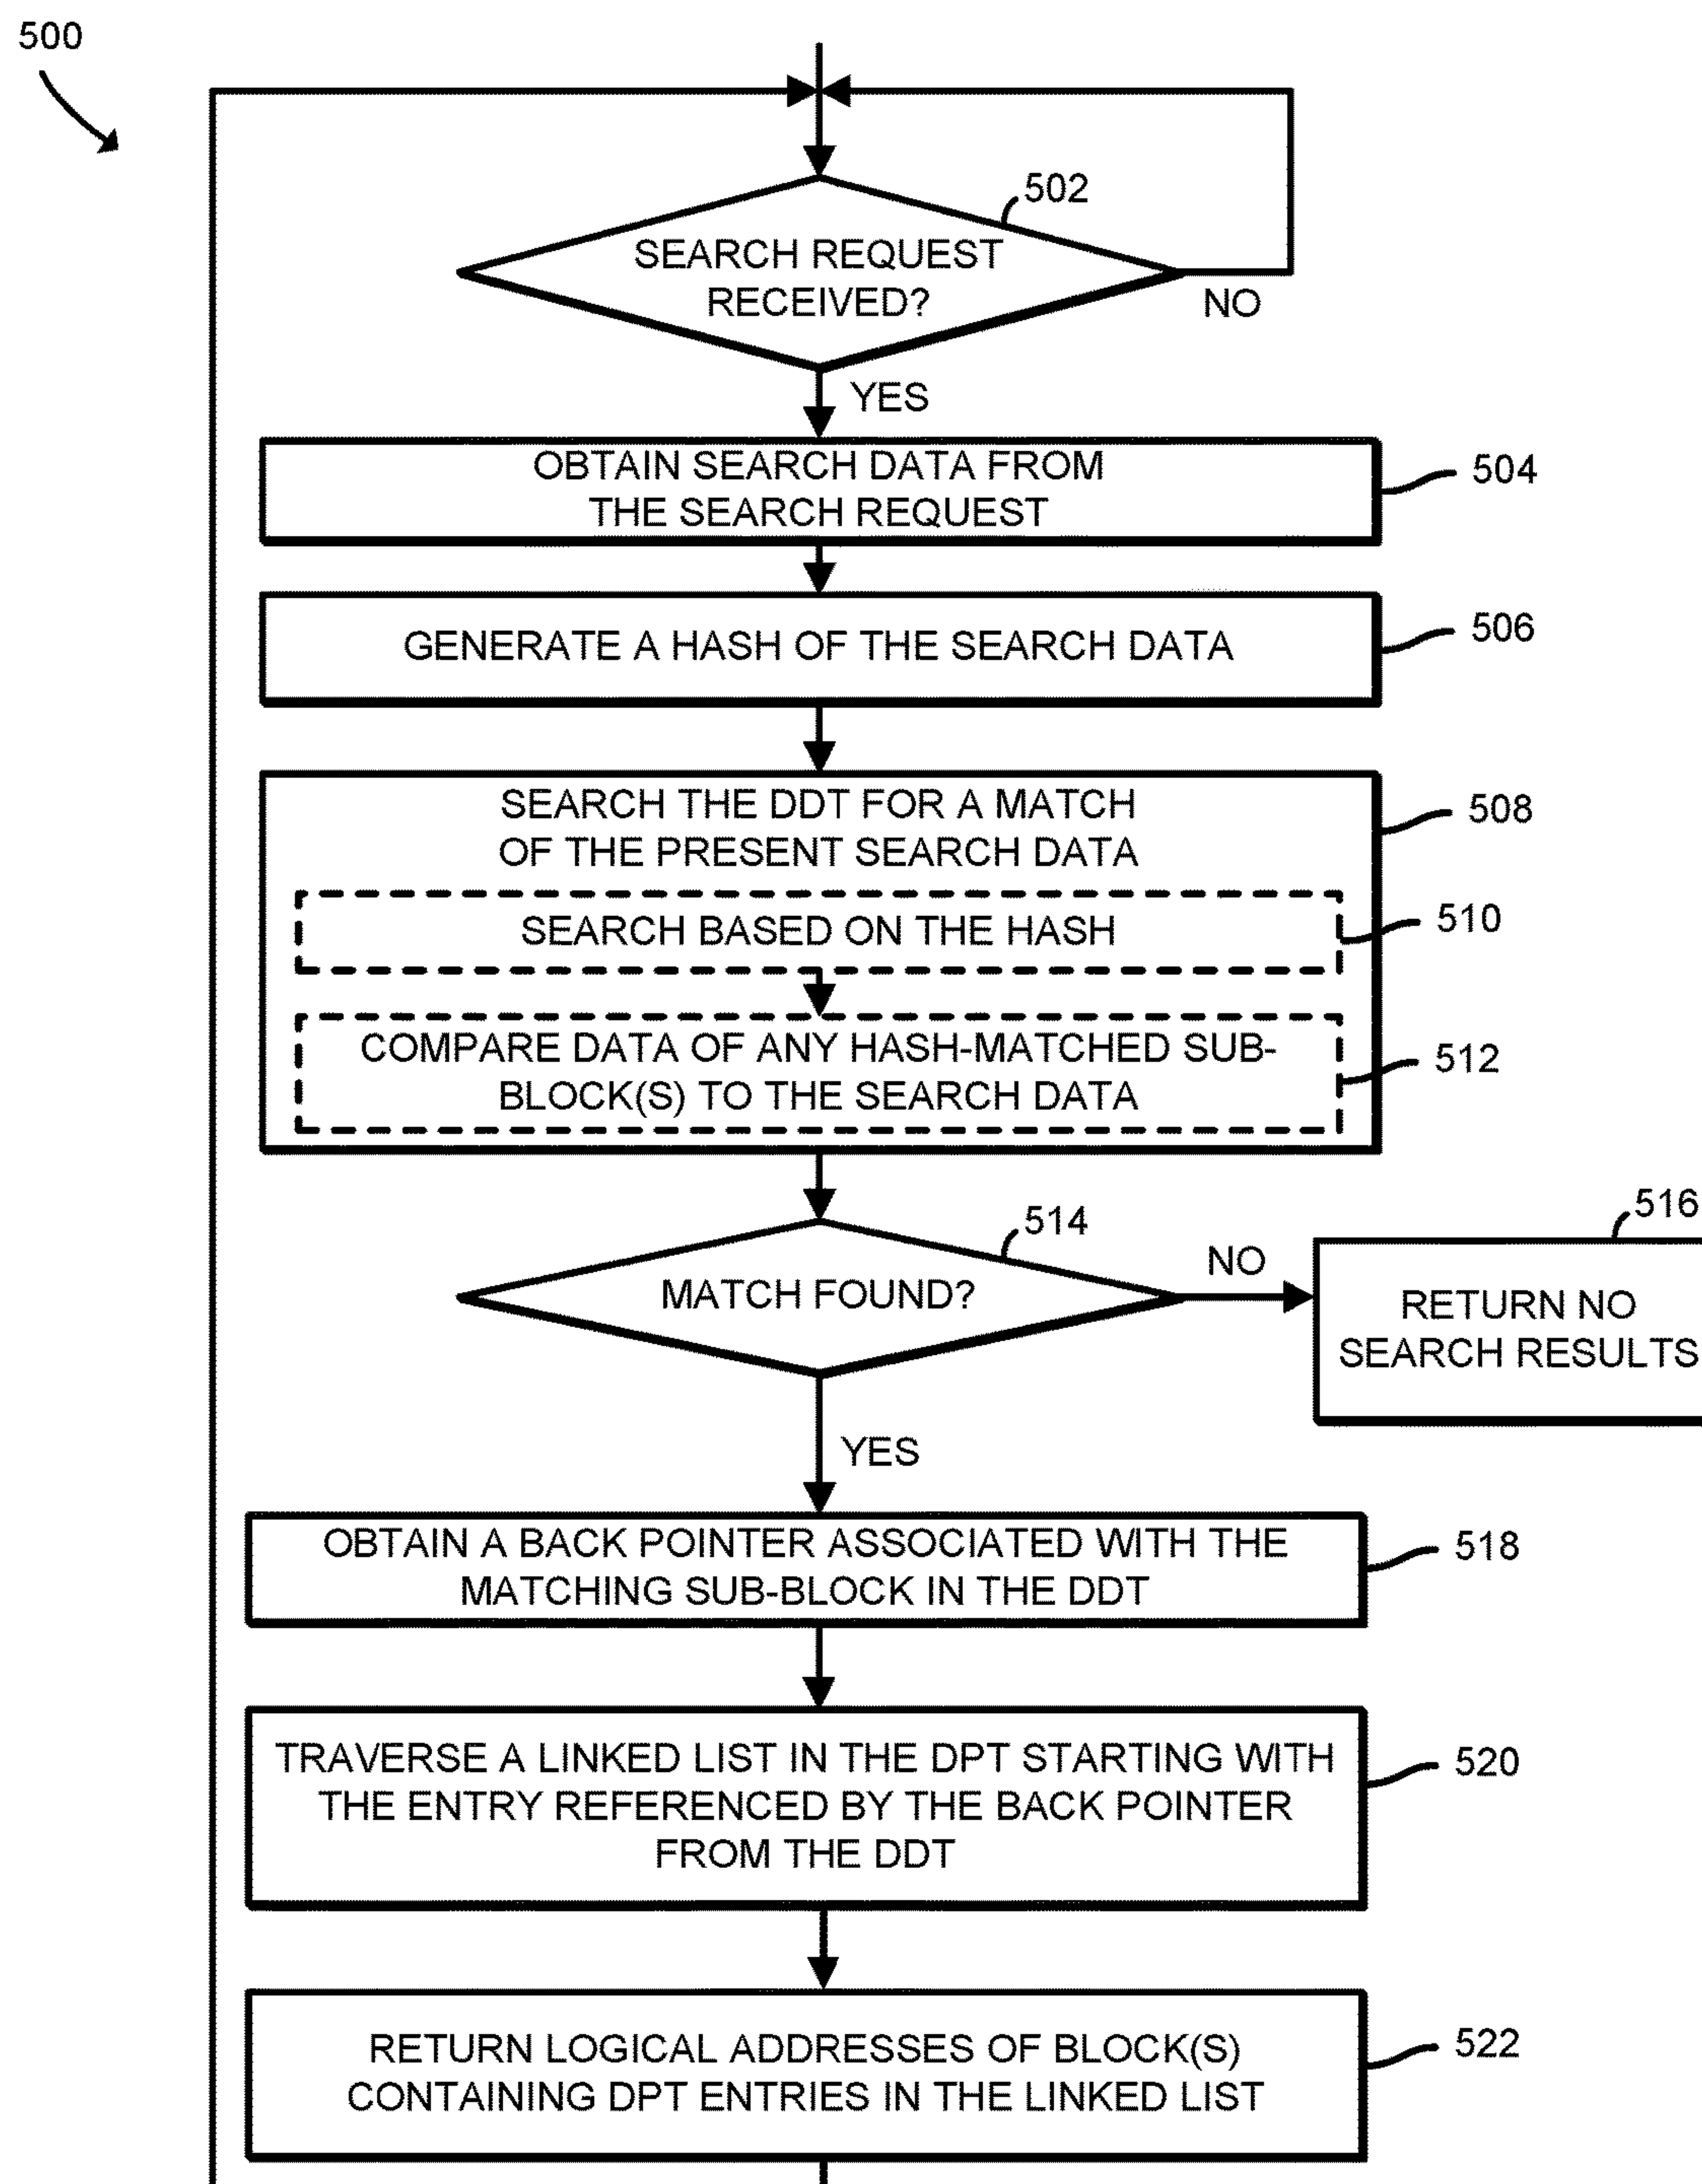 500
502
SEARCH REQUEST
RECEIVED?
NO
YES
OBTAIN SEARCH DATA FROM
THE SEARCH REQUEST
504
GENERATE A HASH OF THE SEARCH DATA
506
SEARCH THE DDT FOR A MATCH
OF THE PRESENT SEARCH DATA
508
SEARCH BASED ON THE HASH
510
COMPARE DATA OF ANY HASH-MATCHED SUB-
BLOCK(S) TO THE SEARCH DATA
512
514
MATCH FOUND?
NO
516
RETURN NO
SEARCH RESULTS
YES
OBTAIN A BACK POINTER ASSOCIATED WITH THE
MATCHING SUB-BLOCK IN THE DDT
518
TRAVERSE A LINKED LIST IN THE DPT STARTING WITH
THE ENTRY REFERENCED BY THE BACK POINTER
FROM THE DDT
520
RETURN LOGICAL ADDRESSES OF BLOCK(S)
CONTAINING DPT ENTRIES IN THE LINKED LIST
522